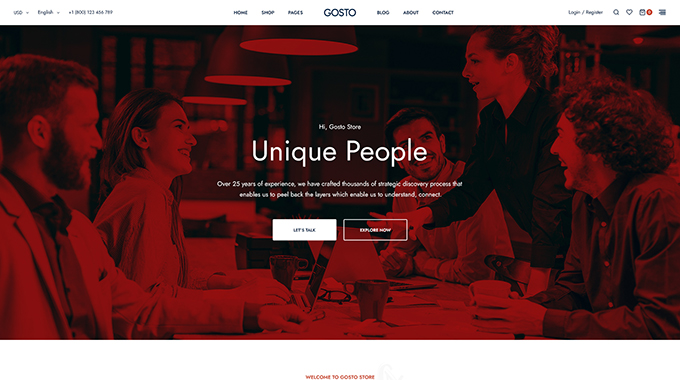 USD English +1 (800) 123 456 789 HOME SHOP PAGES GOSTO BLOG ABOUT CONTACT Login / Register 0
Hi, Gosto Store
Unique People
Over 25 years of experience, we have crafted thousands of strategic discovery process that
enables us to peel back the layers which enable us to understand, connect.
LET'S TALK EXPLORE NOW
WELCOME TO GOSTO STORE